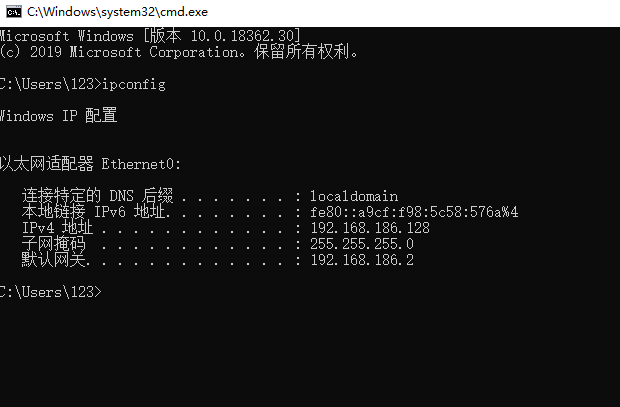 C:\Windows\system32\cmd.exe
Microsoft Windows [版本 10.0.18362.30]
(c) 2019 Microsoft Corporation。保留所有权利。
C:\Users\123>ipconfig
Windows IP 配置
以太网适配器 Ethernet0:
连接特定的 DNS 后缀 . . . . . . . : localdomain
本地链接 IPv6 地址. . . . . . . . : fe80::a9cf:f98:5c58:576a%4
IPv4 地址 . . . . . . . . . . . . : 192.168.186.128
子网掩码  . . . . . . . . . . . . : 255.255.255.0
默认网关. . . . . . . . . . . . . : 192.168.186.2
C:\Users\123>